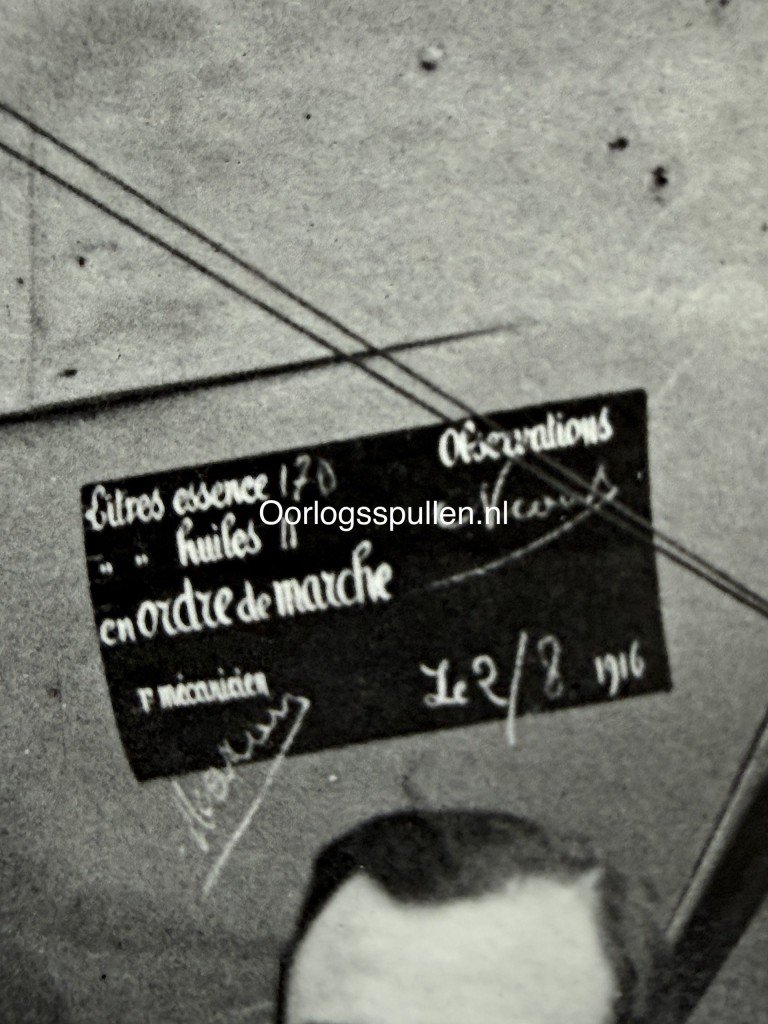 Observations
Litres essence 170
" " huiles 11
Oorlogsspullen.nl
en ordre de marche
Le 2/8 1916
1r mécanicien